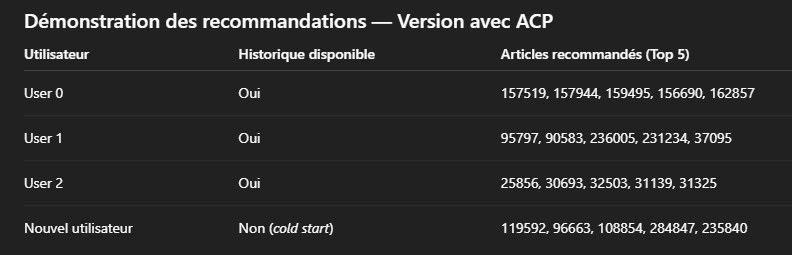 Démonstration des recommandations — Version avec ACP
Utilisateur Historique disponible Articles recommandés (Top 5)
User 0 Oui 157519, 157944, 159495, 156690, 162857
User 1 Oui 95797, 90583, 236005, 231234, 37095
User 2 Oui 25856, 30693, 32503, 31139, 31325
Nouvel utilisateur Non (cold start) 119592, 96663, 108854, 284847, 235840